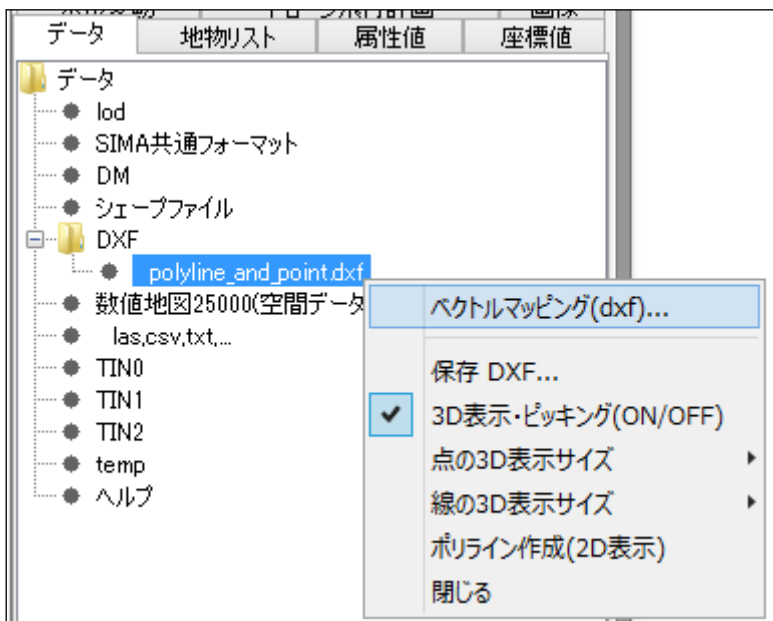 データ 地物リスト 属性値 座標値
データ
lod
SIMA共通フォーマット
DM
シェープファイル
DXF
polyline_and_point.dxf
数値地図25000(空間データ
las,csv,txt,...
TIN0
TIN1
TIN2
temp
ヘルプ
ベクトルマッピング(dxf)...
保存 DXF...
3D表示・ピッキング(ON/OFF)
点の3D表示サイズ
線の3D表示サイズ
ポリライン作成(2D表示)
閉じる